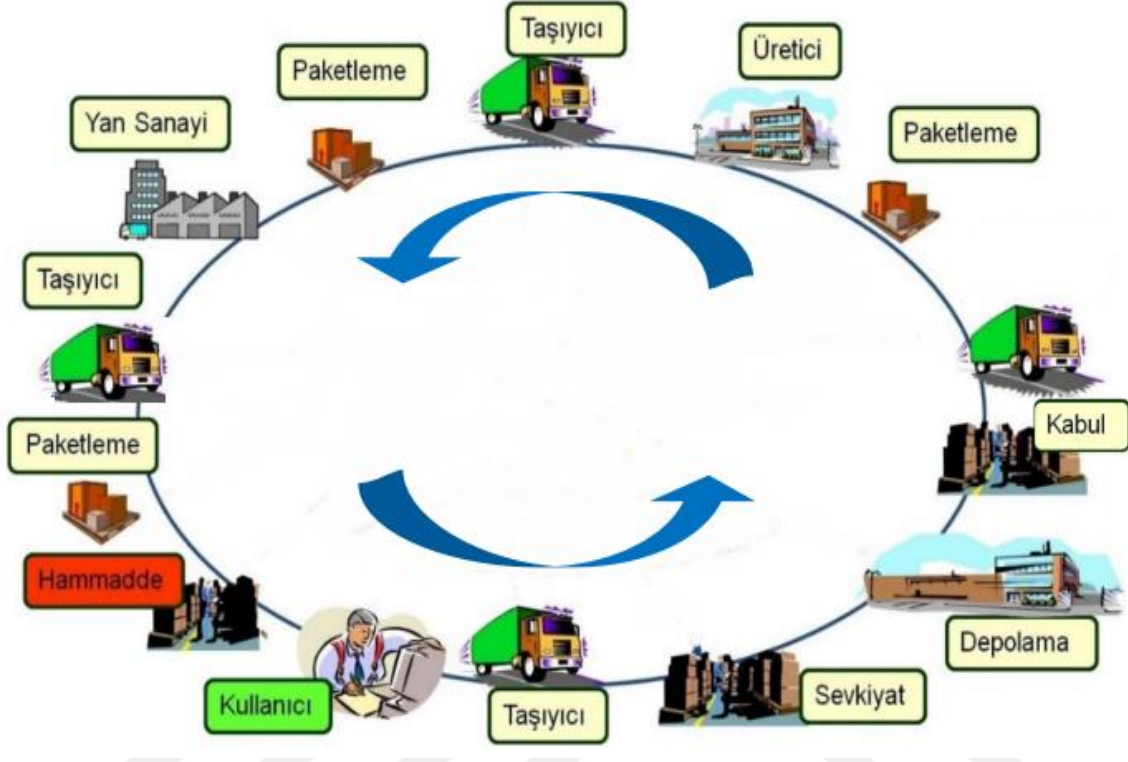 Taşıyıcı
Üretici
Paketleme
Paketleme
Yan Sanayi
Taşıyıcı
Kabul
Paketleme
Hammadde
Depolama
Kullanıcı
Taşıyıcı
Sevkiyat